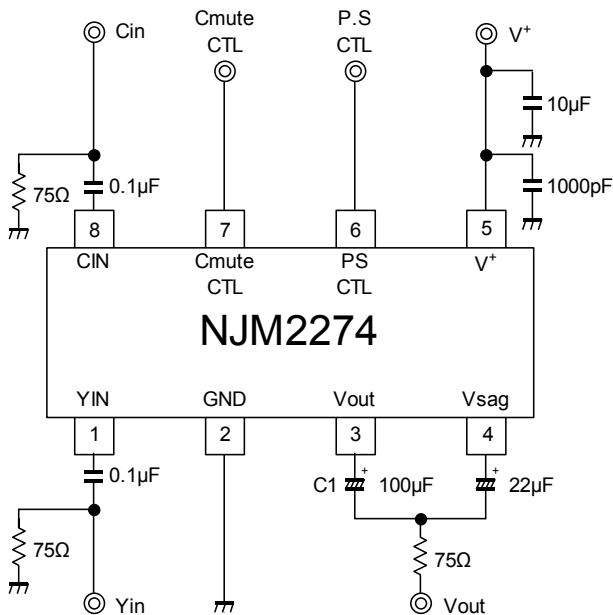 Cin
Cmute
CTL
P.S
CTL
V+
10µF
75Ω
0.1µF
1000pF
8
7
6
5
CIN
Cmute
CTL
PS
CTL
V+
NJM2274
YIN
GND
Vout
Vsag
1
2
3
4
0.1µF
C1
+
100µF
+
22µF
75Ω
75Ω
Yin
Vout